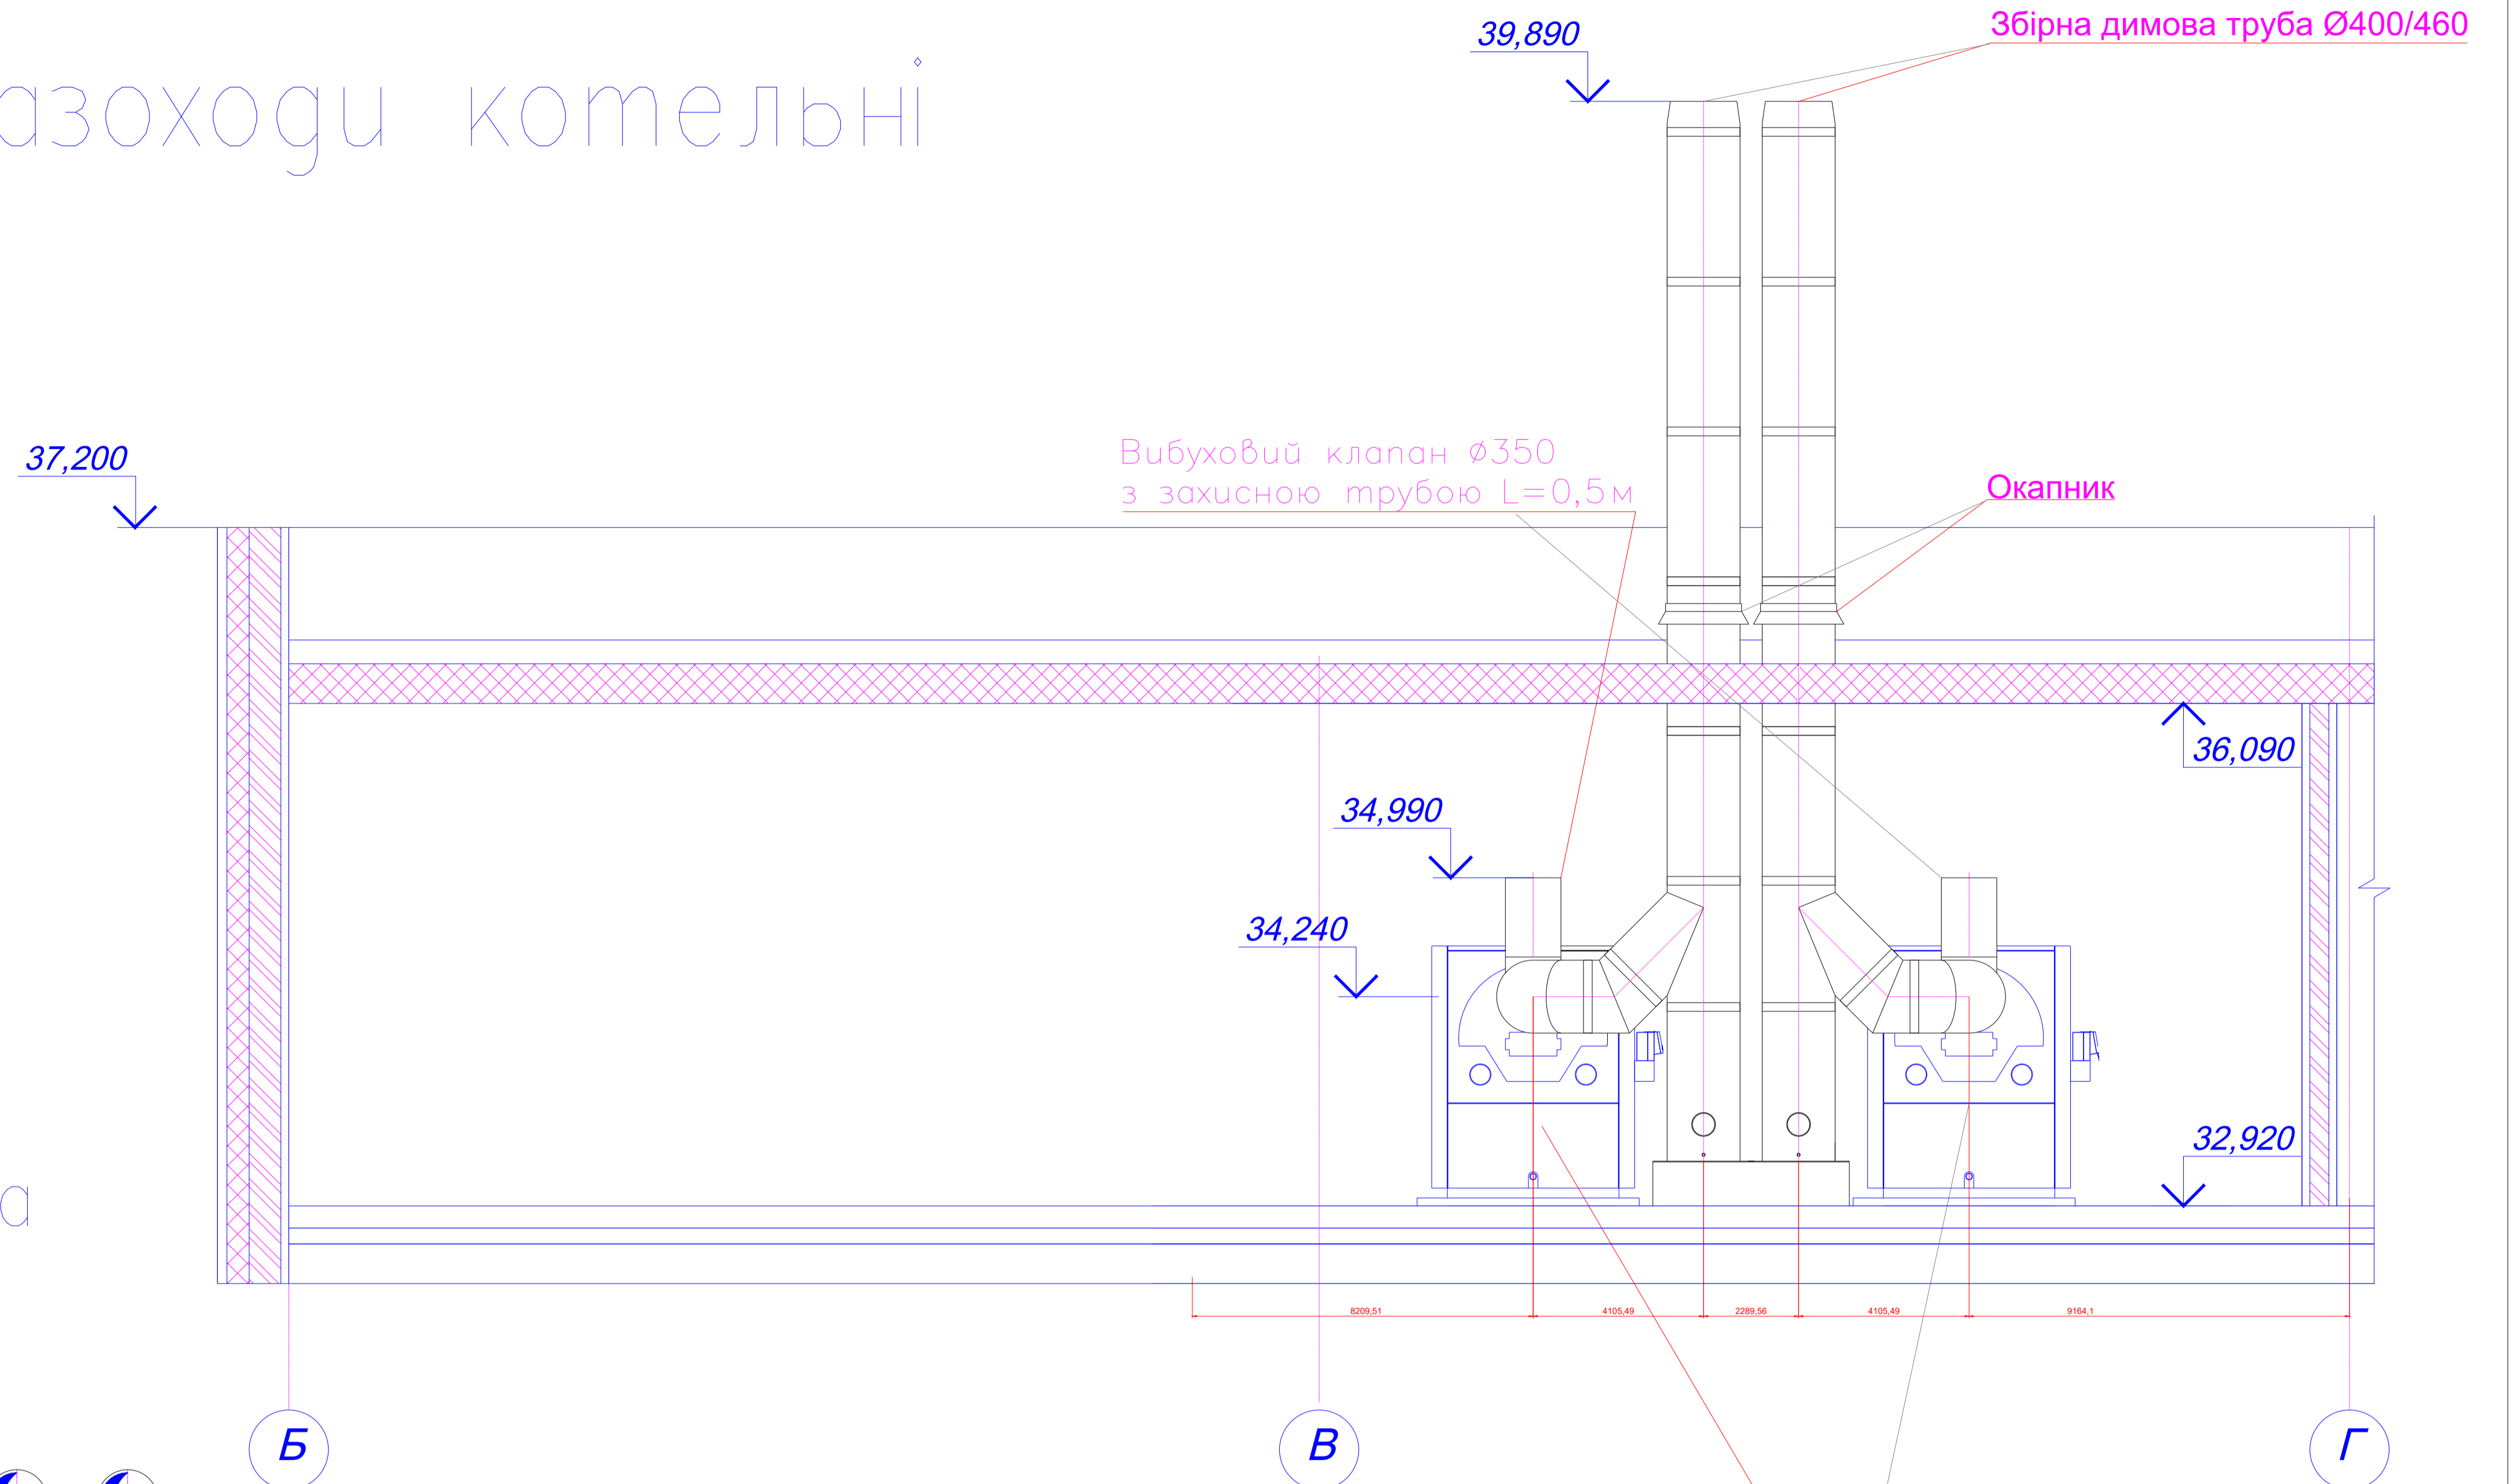 39,890
Збірна димова труба Ø400/460
азоходи котельні
37,200
Вибуховий клапан Ø350
з захисною трубою L=0,5м
Окапник
36,090
34,990
34,240
32,920
а
8209,51 4105,49 2289,56 4105,49 9164,1
Б В Г